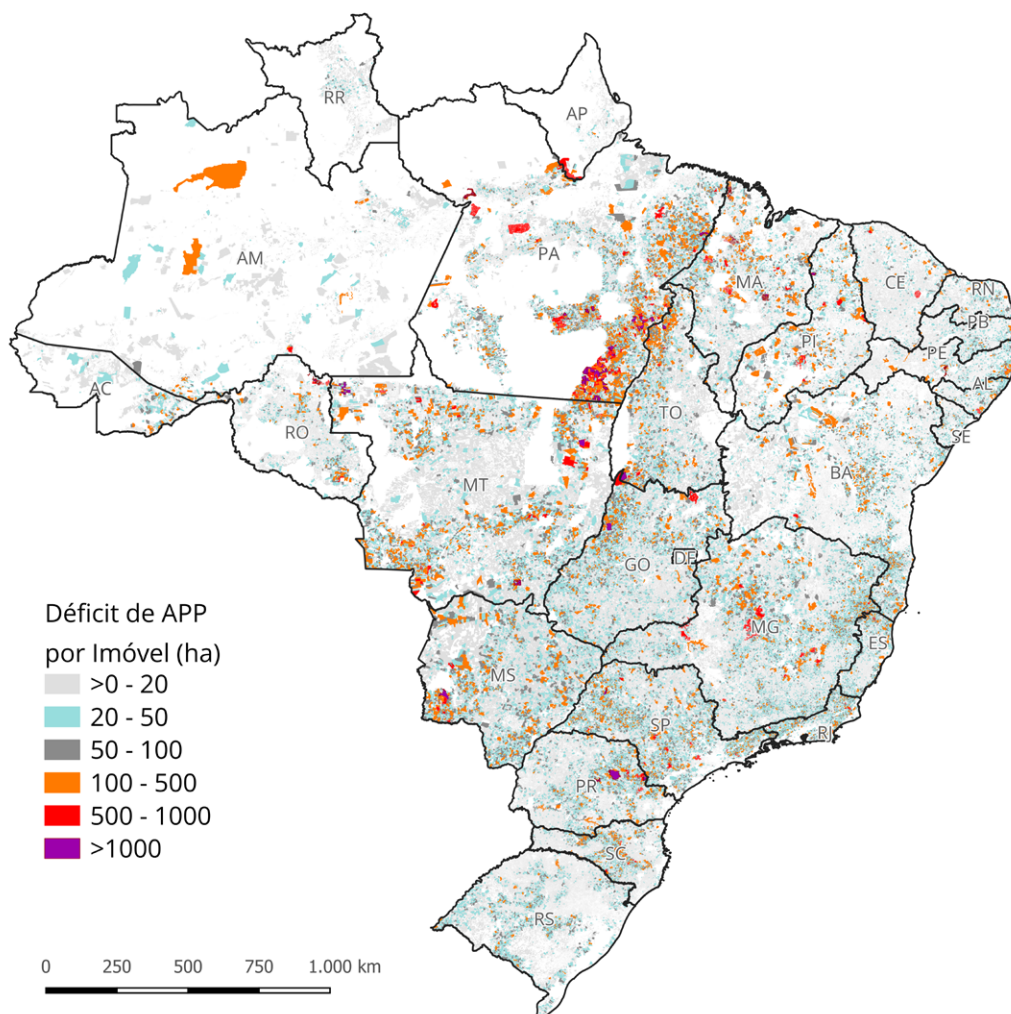 RR
AP
AM
PA
MA
CE
RN
PB
PE
PI
AL
AC
TO
SE
RO
BA
MT
GO
DF
MG
ES
MS
SP
RJ
PR
SC
RS
Déficit de APP
por Imóvel (ha)
>0 - 20
20 - 50
50 - 100
100 - 500
500 - 1000
>1000
0 250 500 750 1.000 km